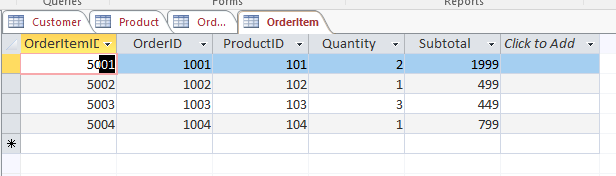 Queries Forms Reports
Customer Product Ord... OrderItem
OrderItemID OrderID ProductID Quantity Subtotal Click to Add
5001 1001 101 2 1999
5002 1002 102 1 499
5003 1003 103 3 449
5004 1004 104 1 799